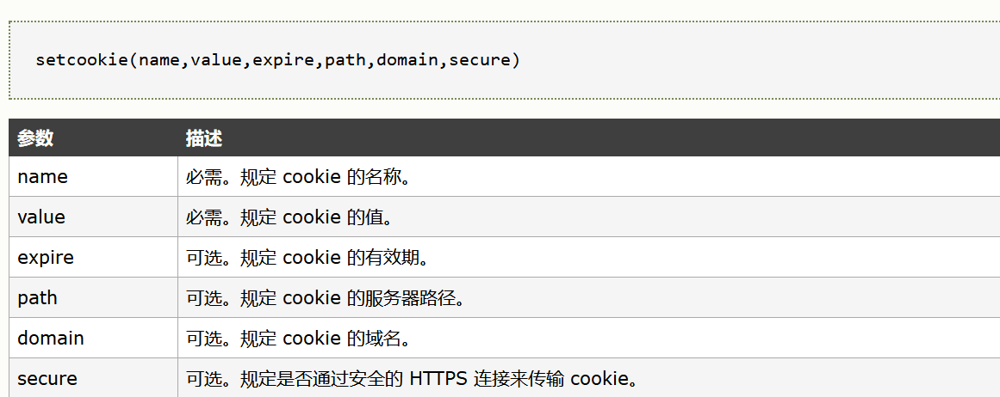 setcookie(name,value,expire,path,domain,secure)
参数 描述
name 必需。规定 cookie 的名称。
value 必需。规定 cookie 的值。
expire 可选。规定 cookie 的有效期。
path 可选。规定 cookie 的服务器路径。
domain 可选。规定 cookie 的域名。
secure 可选。规定是否通过安全的 HTTPS 连接来传输 cookie。